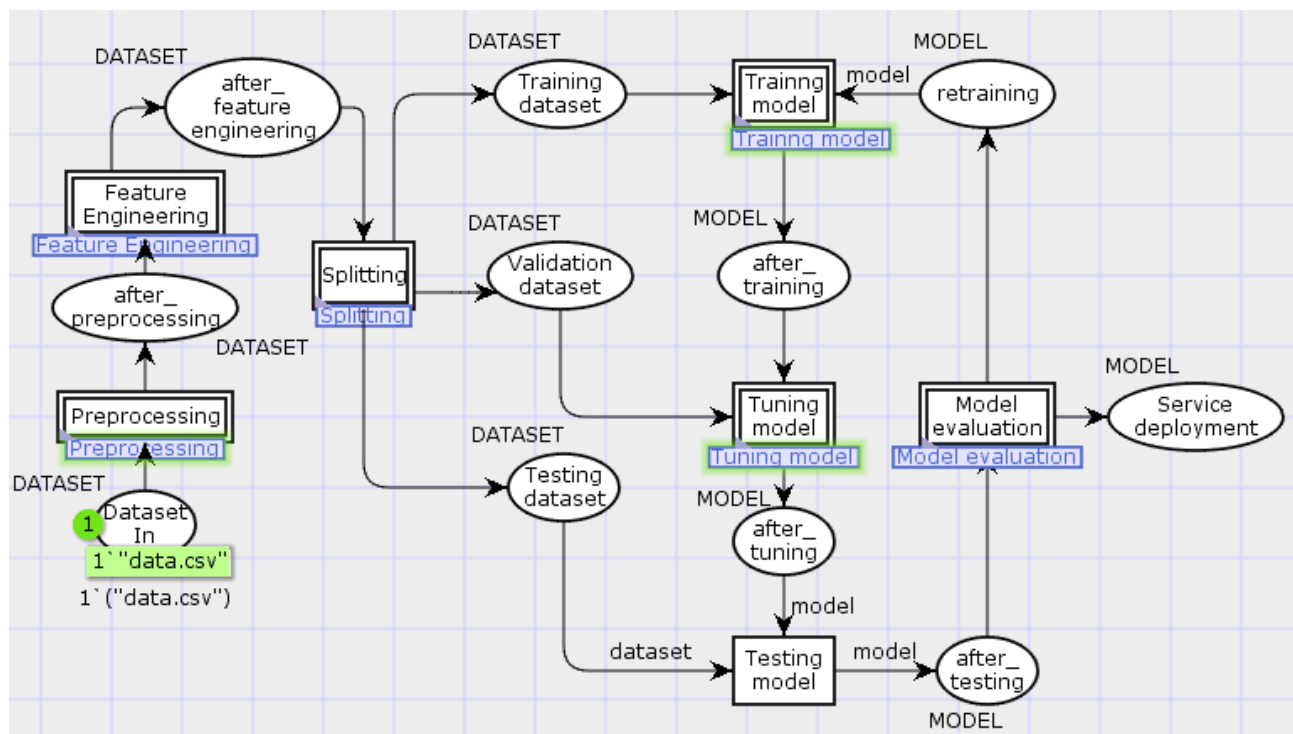 DATASET
after_
feature
engineering
Feature
Engineering
Feature Engineering
after_
preprocessing
DATASET
Preprocessing
Preprocessing
DATASET
Dataset
In
1
1`"data.csv"
1`("data.csv")
Splitting
Splitting
DATASET
Training
dataset
DATASET
Validation
dataset
DATASET
Testing
dataset
dataset
Trainng
model
Trainng model
MODEL
after_
training
Tuning
model
Tuning model
MODEL
after_
tuning
model
Testing
model
model
after_
testing
MODEL
Model
evaluation
Model evaluation
MODEL
retraining
model
MODEL
Service
deployment